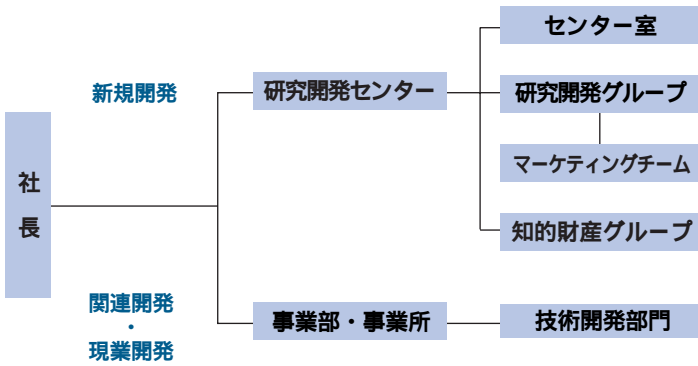 センター室
新規開発
研究開発センター
研究開発グループ
社
長
マーケティングチーム
知的財産グループ
関連開発
・
現業開発
事業部・事業所
技術開発部門